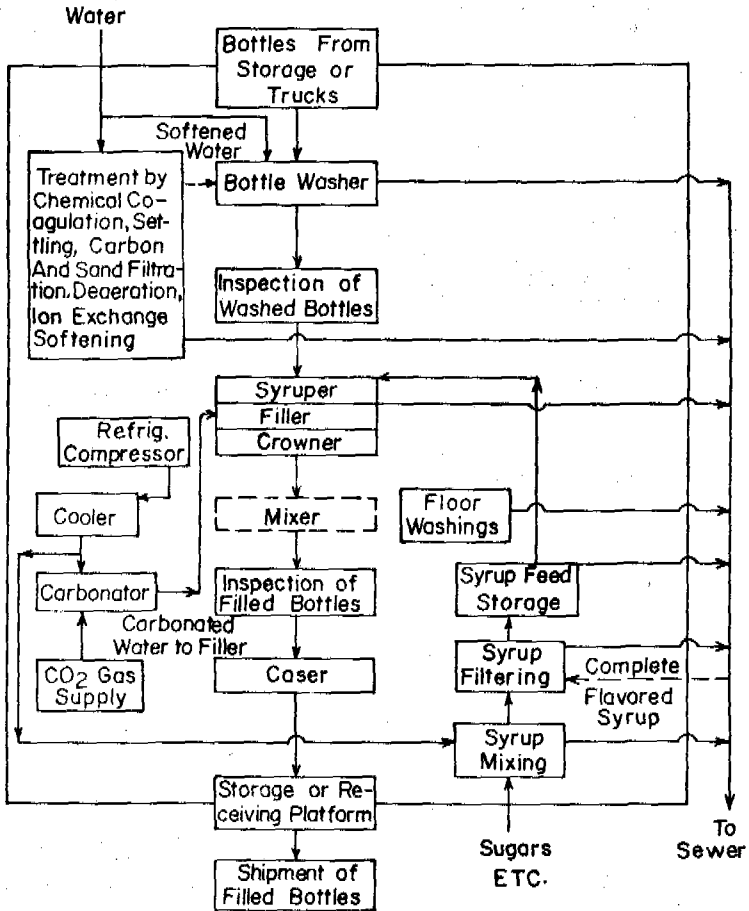 Water
Bottles From
Storage or
Trucks
Softened
Water
Treatment by
Chemical Co-
agulation, Set-
tling, Carbon
And Sand Filtra-
tion, Deaeration,
Ion Exchange
Softening
Bottle Washer
Inspection of
Washed Bottles
Syruper
Filler
Crowner
Refrig.
Compressor
Cooler
Mixer
Floor
Washings
Carbonator
Inspection of
Filled Bottles
Syrup Feed
Storage
Carbonated
Water to Filler
CO2 Gas
Supply
Caser
Syrup
Filtering
Complete
Flavored
Syrup
Syrup
Mixing
Storage or Re-
ceiving Platform
Shipment of
Filled Bottles
Sugars
ETC.
To
Sewer